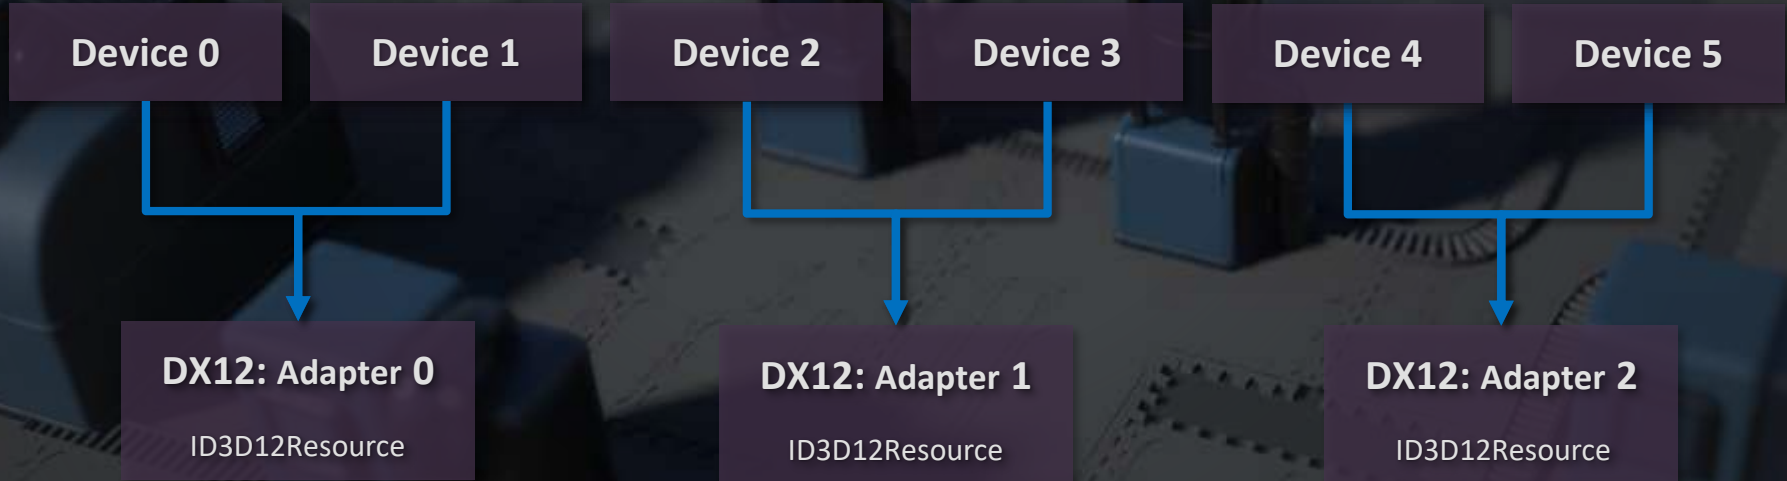 Device 0
Device 1
Device 2
Device 3
Device 4
Device 5
DX12: Adapter 0
ID3D12Resource
DX12: Adapter 1
ID3D12Resource
DX12: Adapter 2
ID3D12Resource